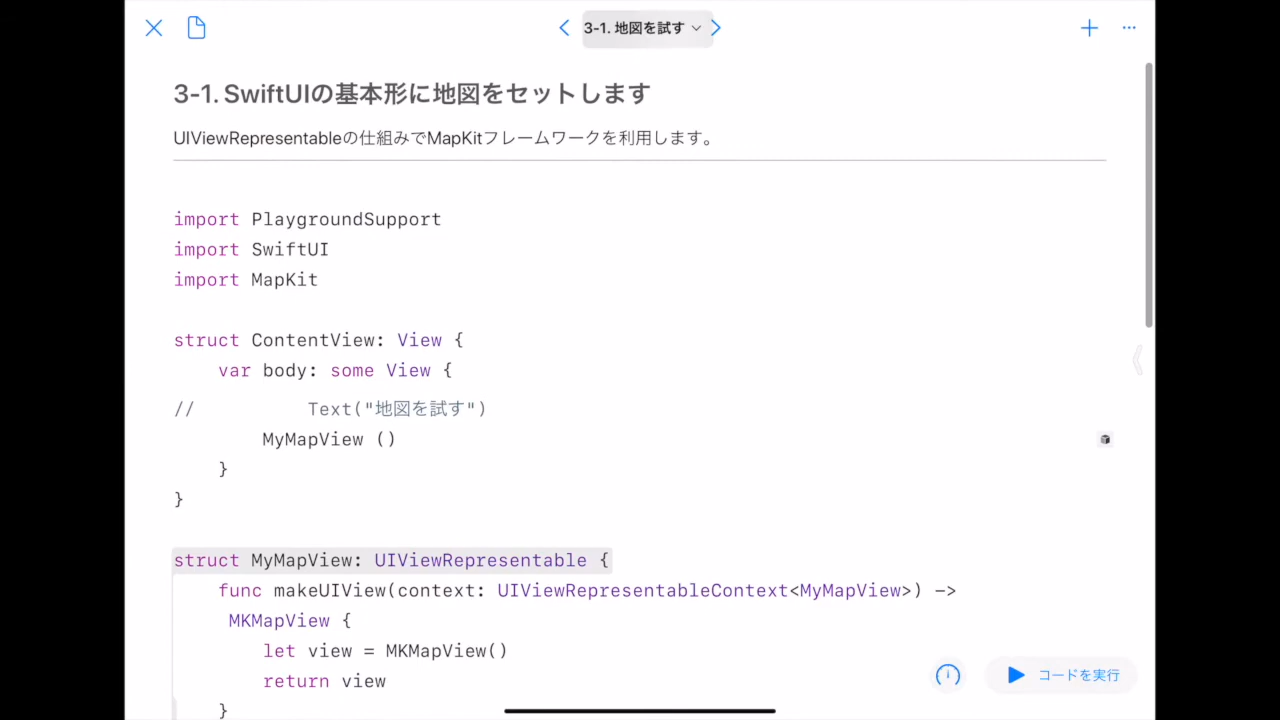 3-1. 地図を試す
3-1. SwiftUIの基本形に地図をセットします
UIViewRepresentableの仕組みでMapKitフレームワークを利用します。
import PlaygroundSupport
import SwiftUI
import MapKit
struct ContentView: View {
    var body: some View {
//          Text("地図を試す")
        MyMapView ()
    }
}
struct MyMapView: UIViewRepresentable {
    func makeUIView(context: UIViewRepresentableContext<MyMapView>) ->
     MKMapView {
        let view = MKMapView()
        return view
    }
コードを実行